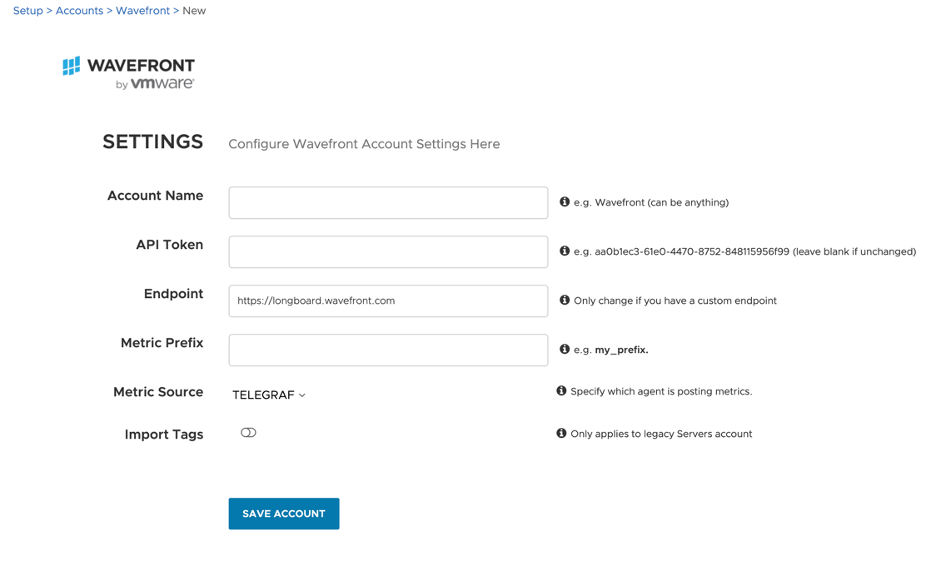 Setup > Accounts > Wavefront > New
WAVEFRONT
by vmware®
SETTINGS Configure Wavefront Account Settings Here
Account Name e.g. Wavefront (can be anything)
API Token e.g. aa0b1ec3-61e0-4470-8752-848115956f99 (leave blank if unchanged)
Endpoint https://longboard.wavefront.com Only change if you have a custom endpoint
Metric Prefix e.g. my_prefix.
Metric Source TELEGRAF Specify which agent is posting metrics.
Import Tags Only applies to legacy Servers account
SAVE ACCOUNT